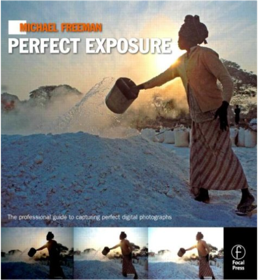 MICHAEL FREEMAN
PERFECT EXPOSURE
The professional guide to capturing perfect digital photographs
Focal
Press